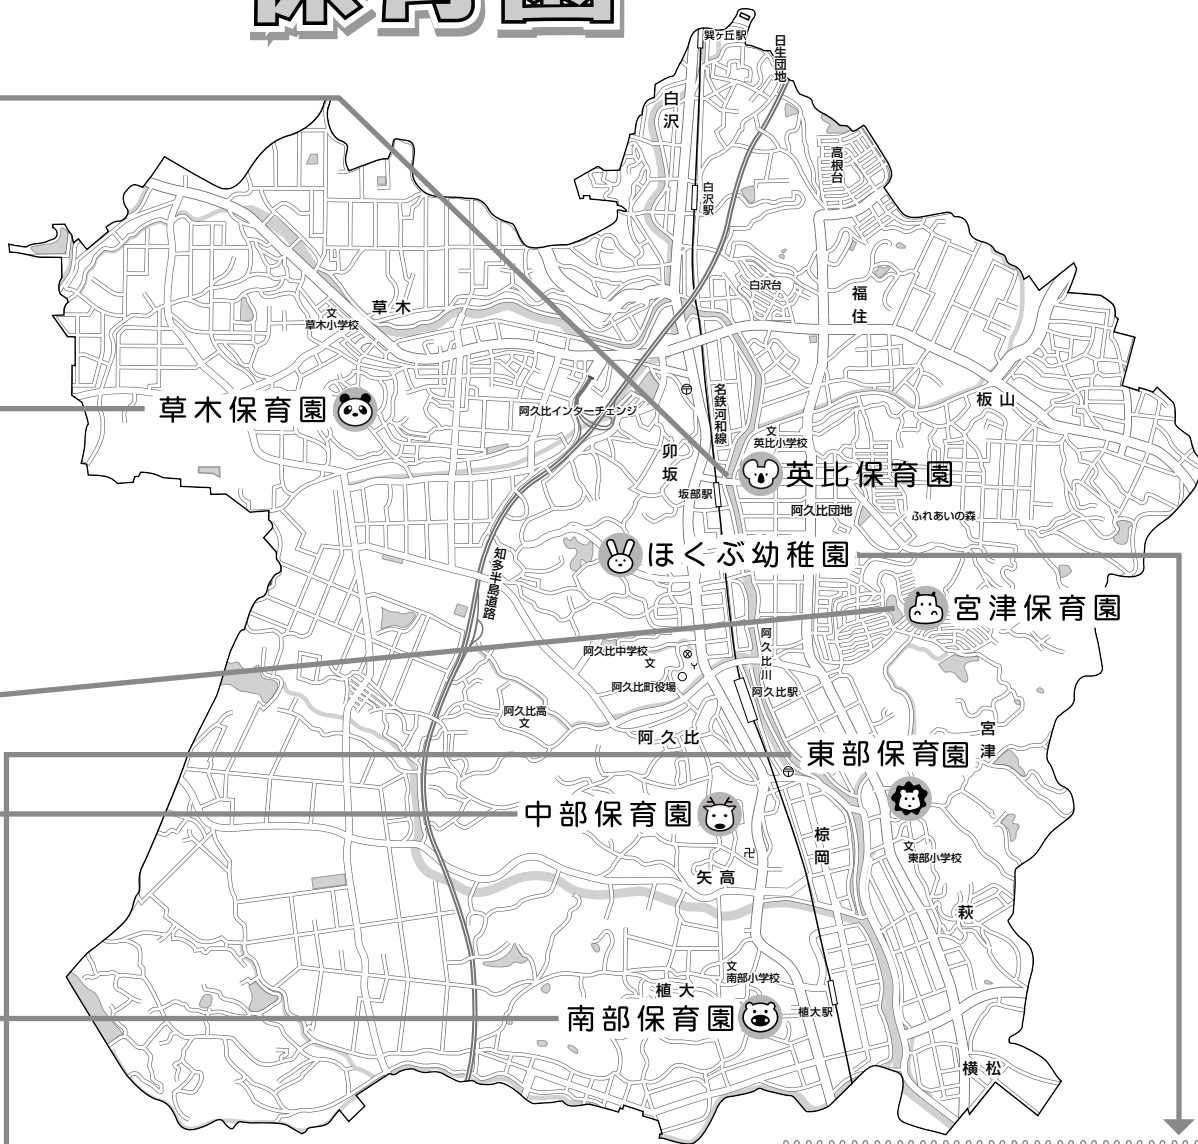 保育園
巽ヶ丘駅
日生団地
白沢
高根台
白沢駅
白沢台
福住
草木
文
草木小学校
草木保育園
阿久比インターチェンジ
名鉄河和線
板山
文
英比小学校
卯坂
英比保育園
坂部駅
阿久比団地
ふれあいの森
ほくぶ幼稚園
知多半島道路
宮津保育園
阿久比川
阿久比中学校
文
阿久比町役場
阿久比駅
阿久比高
文
阿久比
宮津
東部保育園
中部保育園
椋岡
文
東部小学校
矢高
萩
文
南部小学校
植大
南部保育園
植大駅
横松